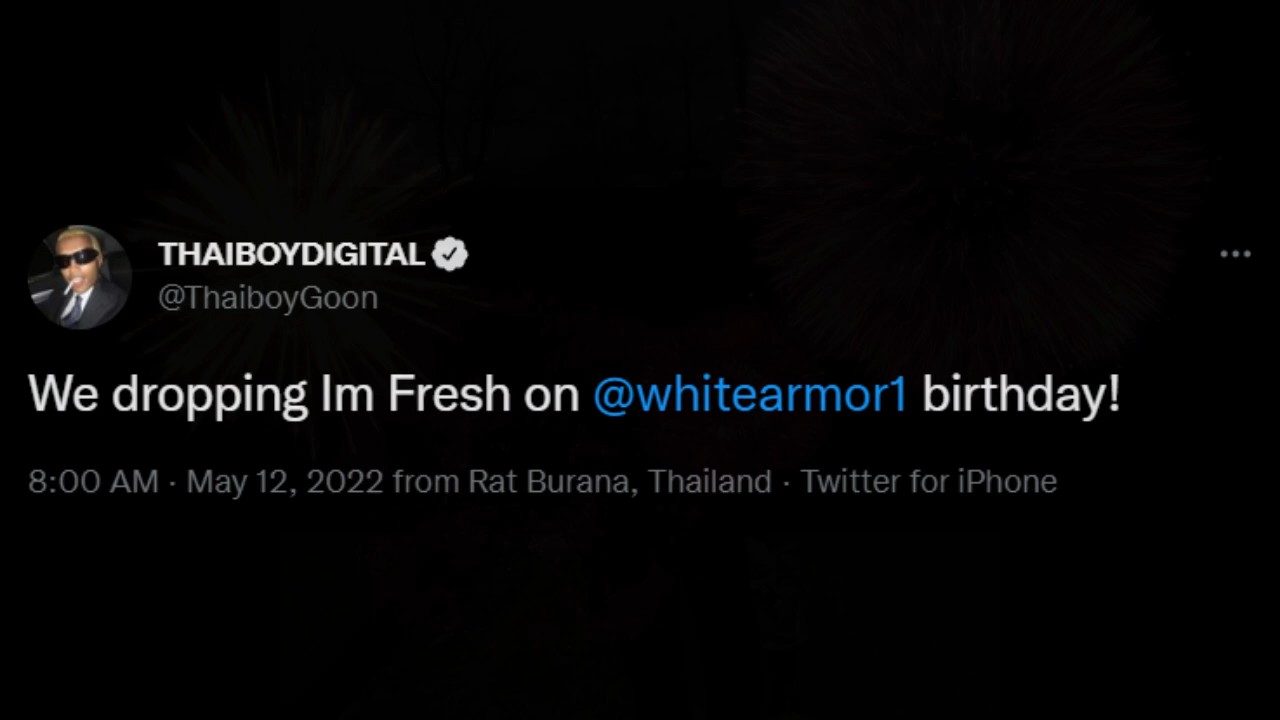 THAIBOYDIGITAL
@ThaiboyGoon
We dropping Im Fresh on @whitearmor1 birthday!
8:00 AM · May 12, 2022 from Rat Burana, Thailand · Twitter for iPhone